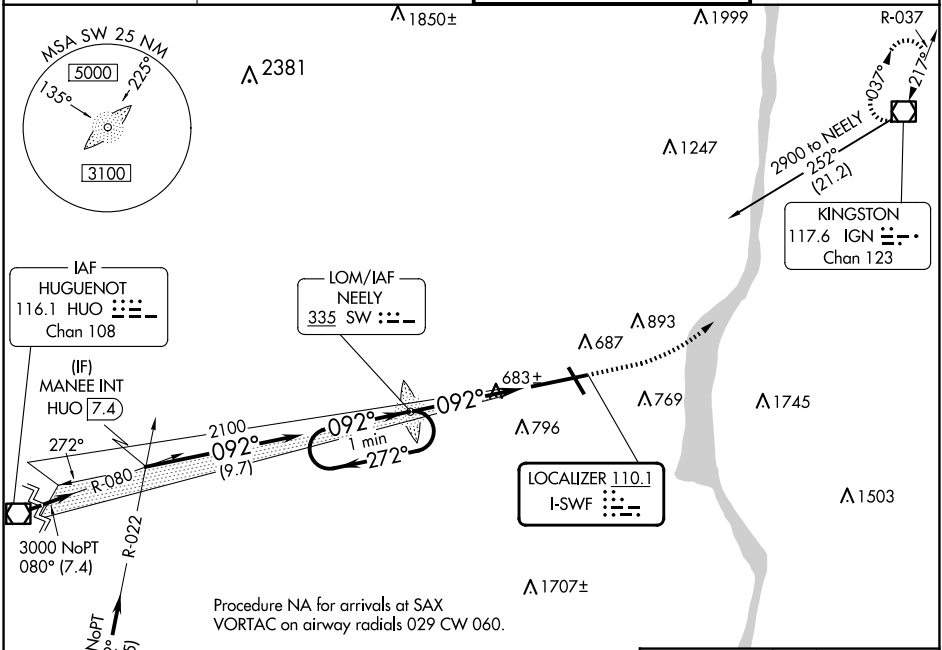 1850±
1999
R-037
MSA SW 25 NM
5000
225°
135°
3100
2381
037°
217°
1247
2900 to NEELY
252°
(21.2)
KINGSTON
117.6 IGN
Chan 123
IAF
HUGUENOT
116.1 HUO
Chan 108
LOM/IAF
NEELY
335 SW
(IF)
MANEE INT
HUO 7.4
893
687
683±
769
1745
796
092°
092°
1 min
272°
2100
092°
(9.7)
272°
R-080
R-022
LOCALIZER 110.1
I-SWF
1503
3000 NoPT
080° (7.4)
1707±
Procedure NA for arrivals at SAX
VORTAC on airway radials 029 CW 060.
NoPT